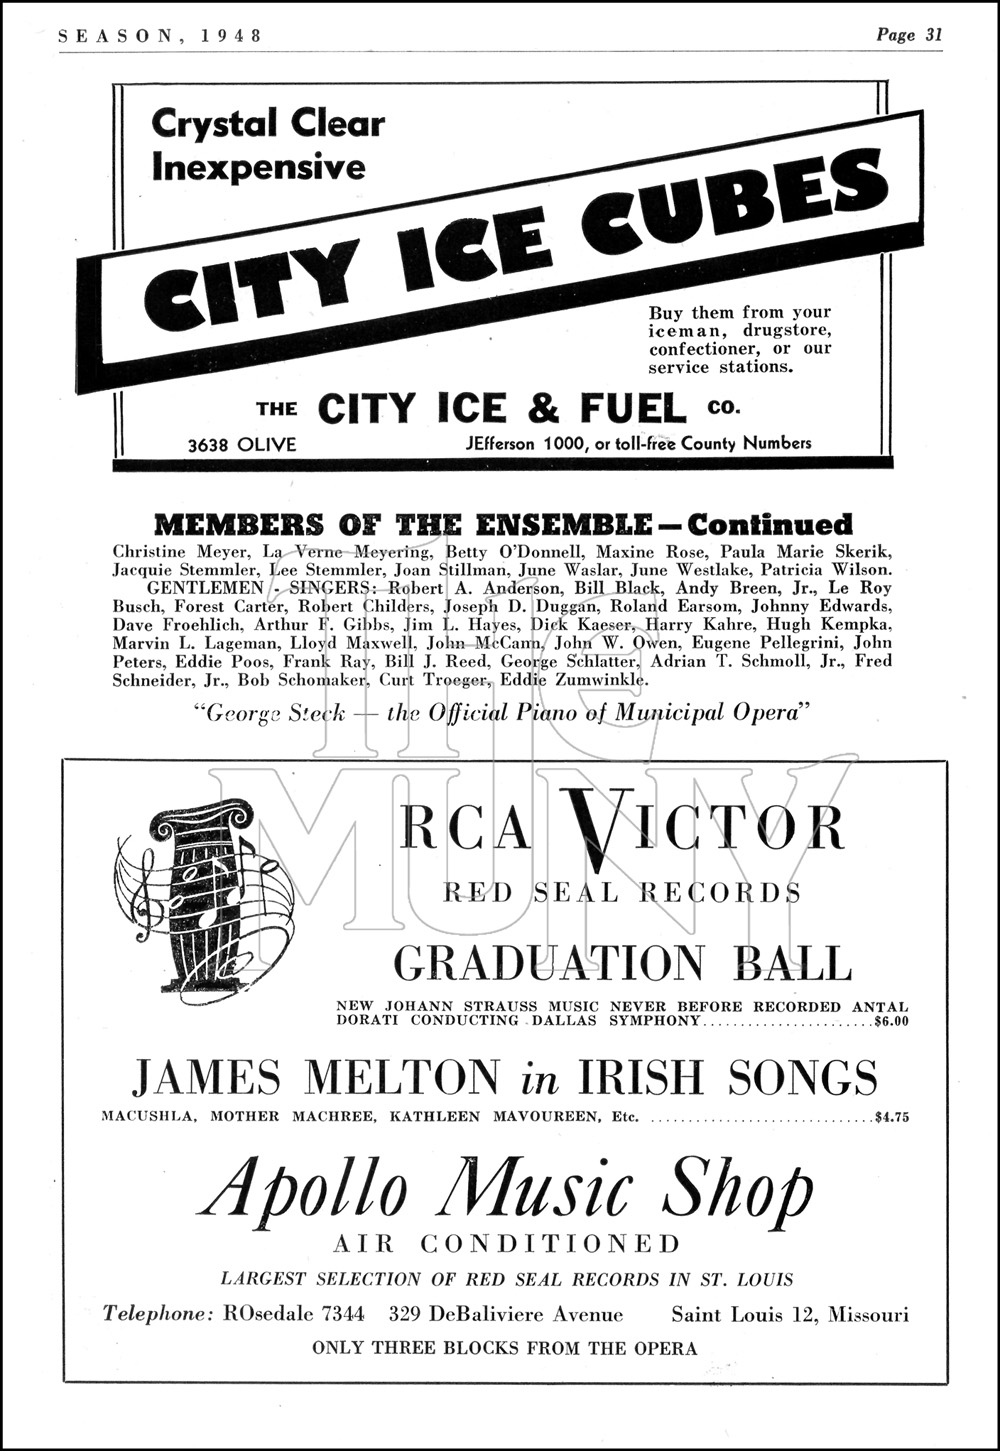 SEASON, 1948 Page 31
Crystal Clear
Inexpensive
CITY ICE CUBES
Buy them from your
iceman, drugstore,
confectioner, or our
service stations.
THE CITY ICE & FUEL CO.
3638 OLIVE JEfferson 1000, or toll-free County Numbers
MEMBERS OF THE ENSEMBLE—Continued
Christine Meyer, La Verne Meyering, Betty O'Donnell, Maxine Rose, Paula Marie Skerik,
Jacquie Stemmler, Lee Stemmler, Joan Stillman, June Waslar, June Westlake, Patricia Wilson.
GENTLEMEN - SINGERS: Robert A. Anderson, Bill Black, Andy Breen, Jr., Le Roy
Busch, Forest Carter, Robert Childers, Joseph D. Duggan, Roland Earsom, Johnny Edwards,
Dave Froehlich, Arthur F. Gibbs, Jim L. Hayes, Dick Kaeser, Harry Kahre, Hugh Kempka,
Marvin L. Lageman, Lloyd Maxwell, John McCann, John W. Owen, Eugene Pellegrini, John
Peters, Eddie Poos, Frank Ray, Bill J. Reed, George Schlatter, Adrian T. Schmoll, Jr., Fred
Schneider, Jr., Bob Schomaker, Curt Troeger, Eddie Zumwinkle.
"George Steck — the Official Piano of Municipal Opera"
The
MUNY
RCA VICTOR
RED SEAL RECORDS
GRADUATION BALL
NEW JOHANN STRAUSS MUSIC NEVER BEFORE RECORDED ANTAL
DORATI CONDUCTING DALLAS SYMPHONY.......................$6.00
JAMES MELTON in IRISH SONGS
MACUSHLA, MOTHER MACHREE, KATHLEEN MAVOUREEN, Etc. ..............................$4.75
Apollo Music Shop
AIR CONDITIONED
LARGEST SELECTION OF RED SEAL RECORDS IN ST. LOUIS
Telephone: ROsedale 7344 329 DeBaliviere Avenue Saint Louis 12, Missouri
ONLY THREE BLOCKS FROM THE OPERA